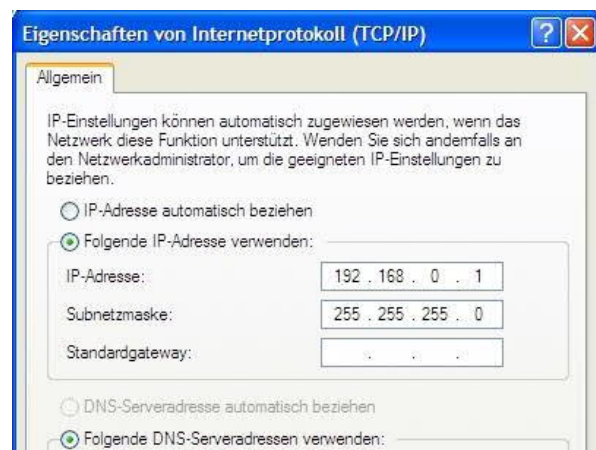 Eigenschaften von Internetprotokoll (TCP/IP)
Allgemein
IP-Einstellungen können automatisch zugewiesen werden, wenn das
Netzwerk diese Funktion unterstützt. Wenden Sie sich andernfalls an
den Netzwerkadministrator, um die geeigneten IP-Einstellungen zu
beziehen.
IP-Adresse automatisch beziehen
Folgende IP-Adresse verwenden:
IP-Adresse: 192 . 168 . 0 . 1
Subnetzmaske: 255 . 255 . 255 . 0
Standardgateway: . . .
DNS-Serveradresse automatisch beziehen
Folgende DNS-Serveradressen verwenden: